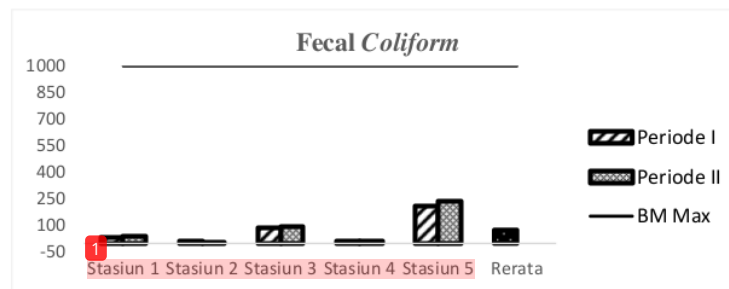 Fecal Coliform
1000
850
700
550
400
250
100
-50
1
Stasiun 1 Stasiun 2 Stasiun 3 Stasiun 4 Stasiun 5 Rerata
Periode I
Periode II
BM Max